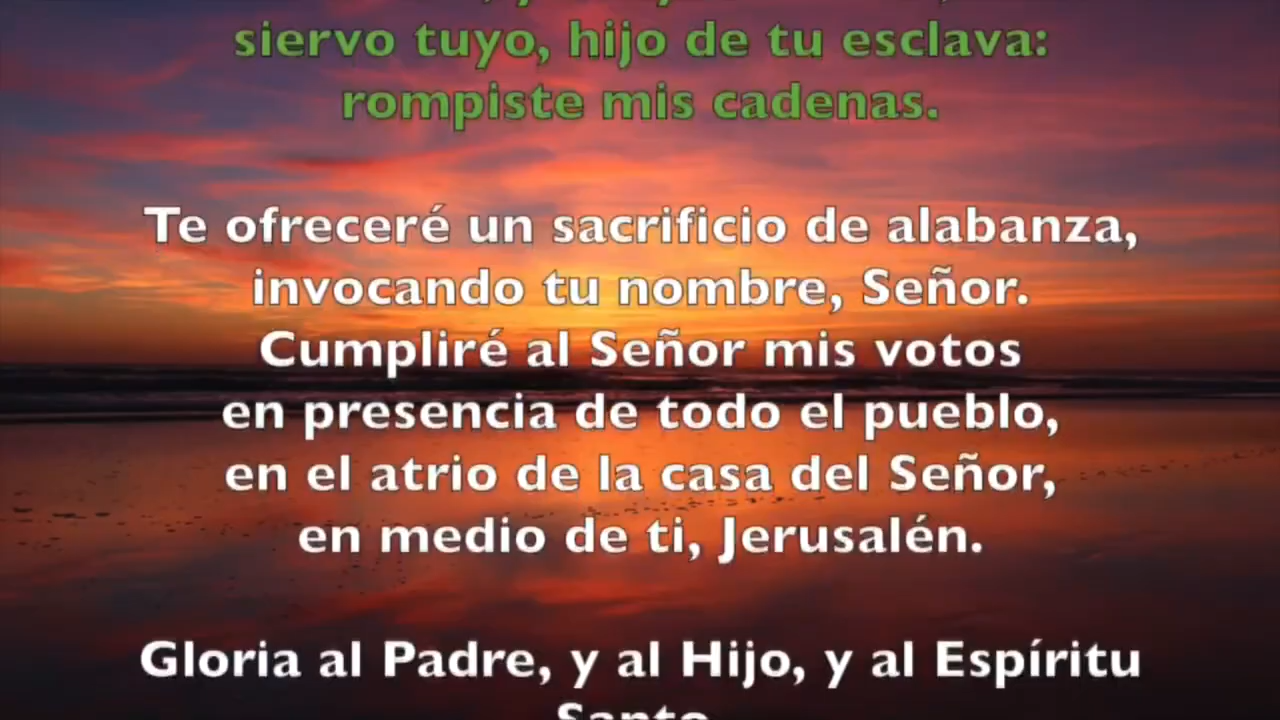 siervo tuyo, hijo de tu esclava:
rompiste mis cadenas.
Te ofreceré un sacrificio de alabanza,
invocando tu nombre, Señor.
Cumpliré al Señor mis votos
en presencia de todo el pueblo,
en el atrio de la casa del Señor,
en medio de ti, Jerusalén.
Gloria al Padre, y al Hijo, y al Espíritu
Santo